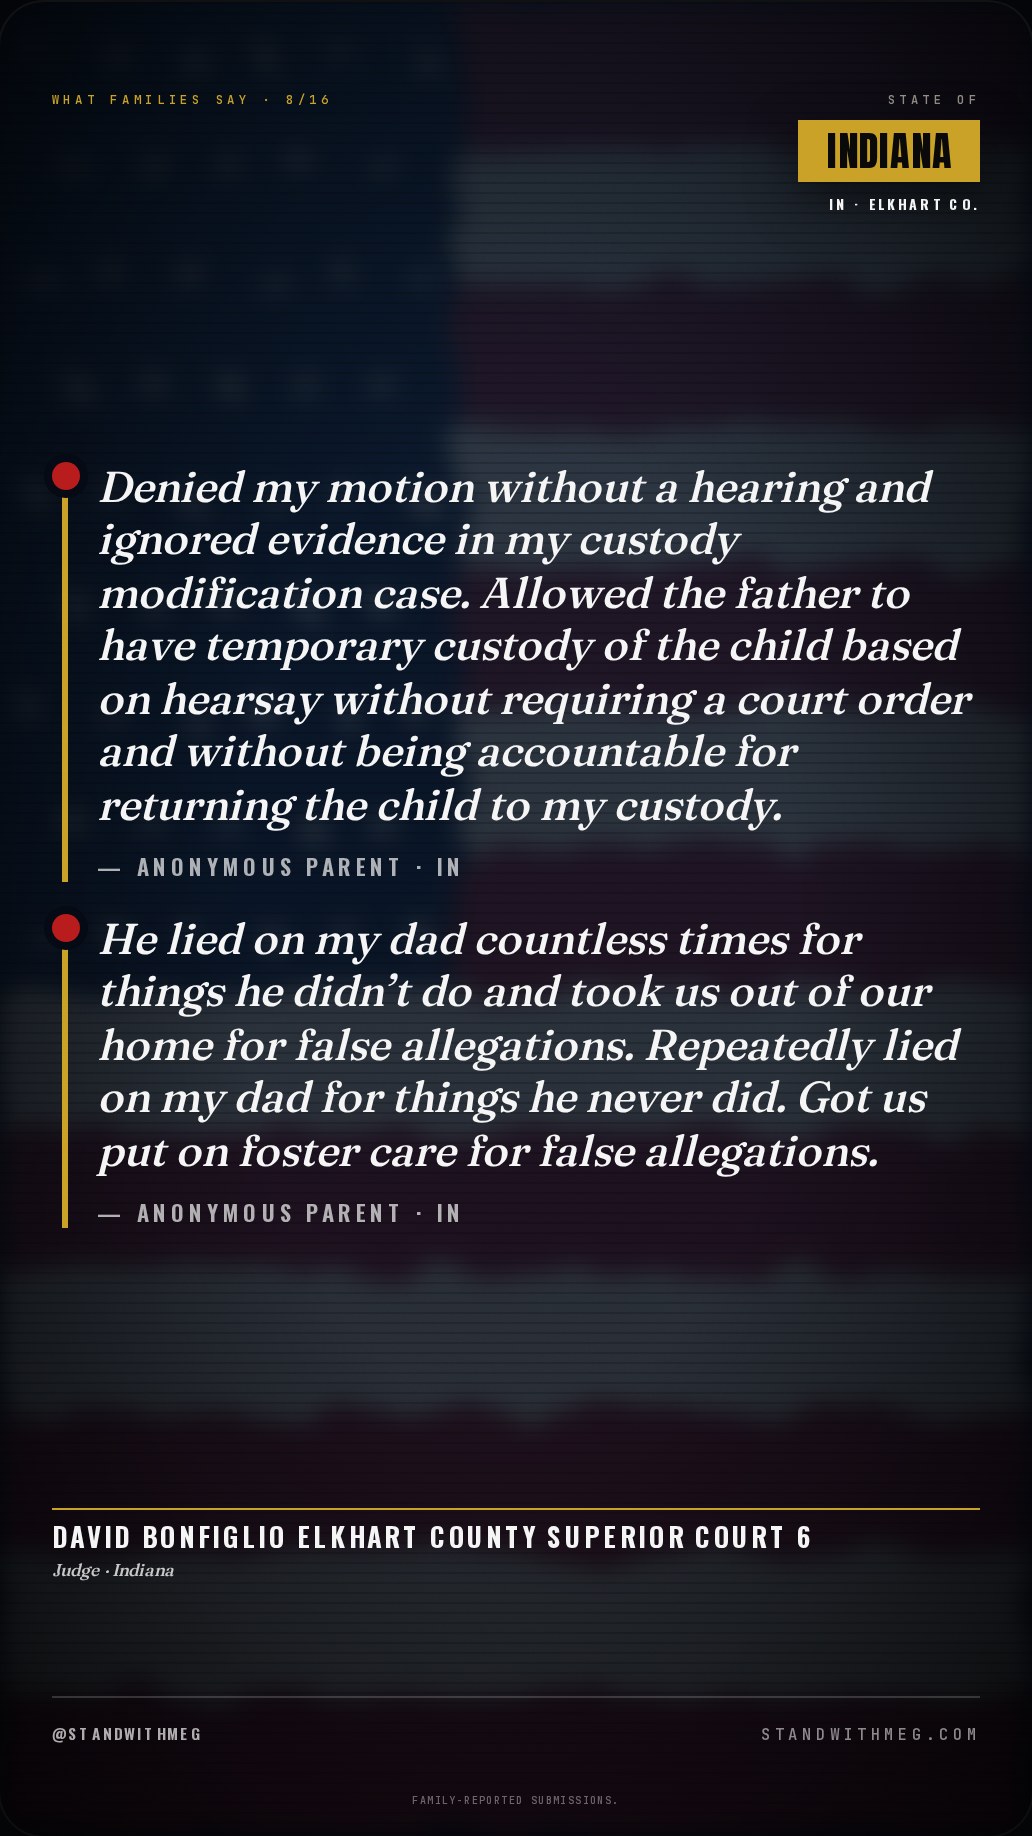 WHAT FAMILIES SAY · 8/16
STATE OF
INDIANA
IN · ELKHART CO.
Denied my motion without a hearing and
ignored evidence in my custody
modification case. Allowed the father to
have temporary custody of the child based
on hearsay without requiring a court order
and without being accountable for
returning the child to my custody.
— ANONYMOUS PARENT · IN
He lied on my dad countless times for
things he didn’t do and took us out of our
home for false allegations. Repeatedly lied
on my dad for things he never did. Got us
put on foster care for false allegations.
— ANONYMOUS PARENT · IN
DAVID BONFIGLIO ELKHART COUNTY SUPERIOR COURT 6
Judge · Indiana
@STANDWITHMEG
STANDWITHMEG.COM
FAMILY-REPORTED SUBMISSIONS.